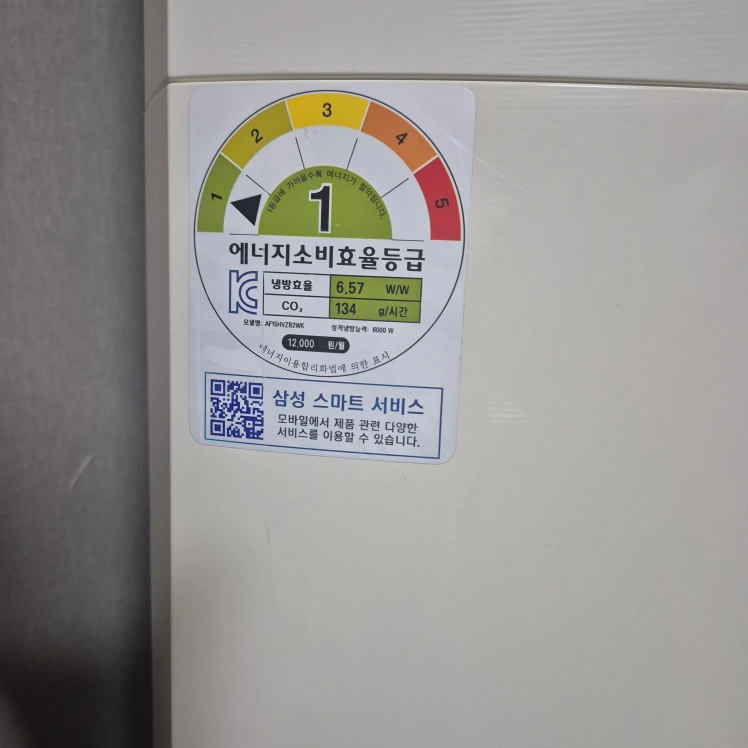 1
2
3
4
5
1등급에 가까울수록 에너지가 절약됩니다.
1
에너지소비효율등급
냉방효율 6.57 W/W
CO₂ 134 g/시간
모델명: AF15HVZB2WK 정격냉방능력: 6000 W
12,000 원/월
에너지이용합리화법에 의한 표시
삼성 스마트 서비스
모바일에서 제품 관련 다양한
서비스를 이용할 수 있습니다.